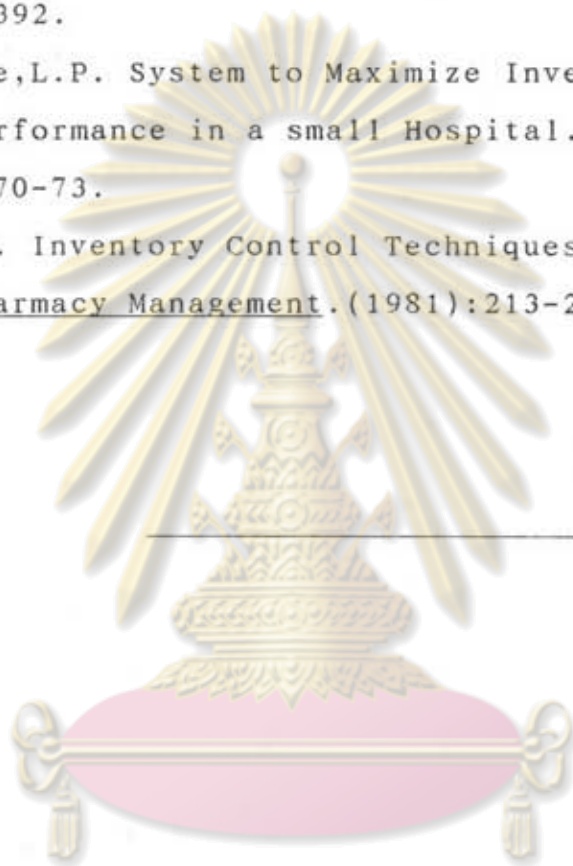 392.
e,L.P. System to Maximize Inve
rformance in a small Hospital.
70-73.
. Inventory Control Techniques
armacy Management.(1981):213-2